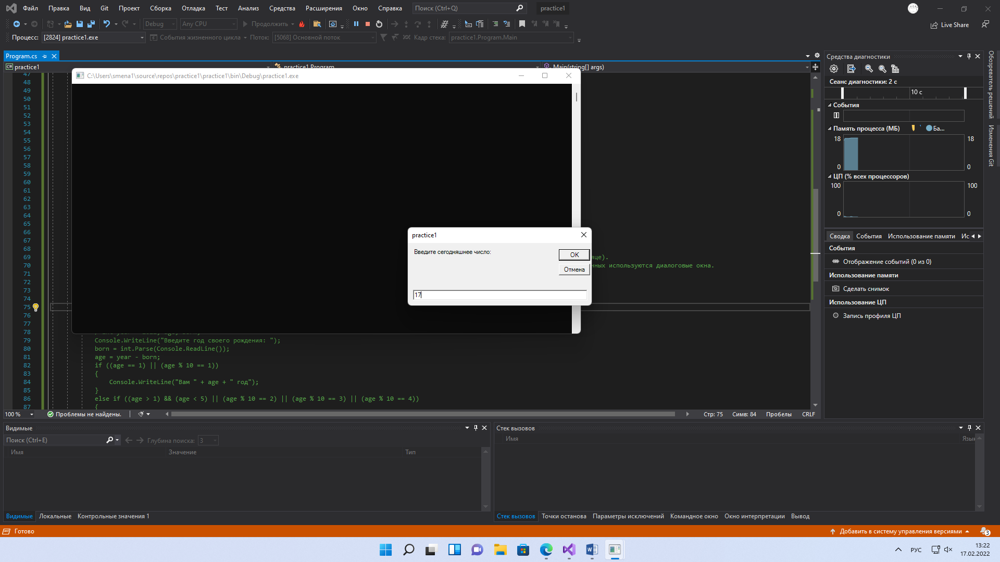 Файл Правка Вид Git Проект Сборка Отладка Тест Анализ Средства Расширения Окно Справка Поиск (Ctrl+Q) practice1
Debug Any CPU Продолжить Live Share
Процесс: [2824] practice1.exe События жизненного цикла Поток: [5068] Основной поток Кадр стека: practice1.Program.Main
Program.cs
practice1 practice1.Program Main(string[] args)
C:\Users\smena1\source\repos\practice1\practice1\bin\Debug\practice1.exe
47
48
49
50
51
52
53
54
55
56
57
58
59
60
61
62
63
64
65
66
67
68
69 яце).
70 нных используются диалоговые окна.
71
72
73
74
75
76
77
78
79 Console.WriteLine("Введите год своего рождения: ");
80 born = int.Parse(Console.ReadLine());
81 age = year - born;
82 if ((age == 1) || (age % 10 == 1))
83 {
84 Console.WriteLine("Вам " + age + " год");
85 }
86 else if ((age > 1) && (age < 5) || (age % 10 == 2) || (age % 10 == 3) || (age % 10 == 4))
87 {
practice1
Введите сегодняшнее число:
OK
Отмена
17
100 % Проблемы не найдены. Стр: 75 Симв: 84 Пробелы CRLF
Средства диагностики
Сеанс диагностики: 2 с
10 с
События
Память процесса (МБ) Ба...
18 18
0 0
ЦП (% всех процессоров)
100 100
0 0
Сводка События Использование памяти Ис
События
Отображение событий (0 из 0)
Использование памяти
Сделать снимок
Использование ЦП
Запись профиля ЦП
Обозреватель решений
Изменения Git
Видимые
Поиск (Ctrl+E) Глубина поиска: 3
Имя Значение Тип
Видимые Локальные Контрольные значения 1
Стек вызовов
Имя Язык
Стек вызовов Точки останова Параметры исключений Командное окно Окно интерпретации Вывод
Готово Добавить в систему управления версиями 3
РУС 13:22
17.02.2022